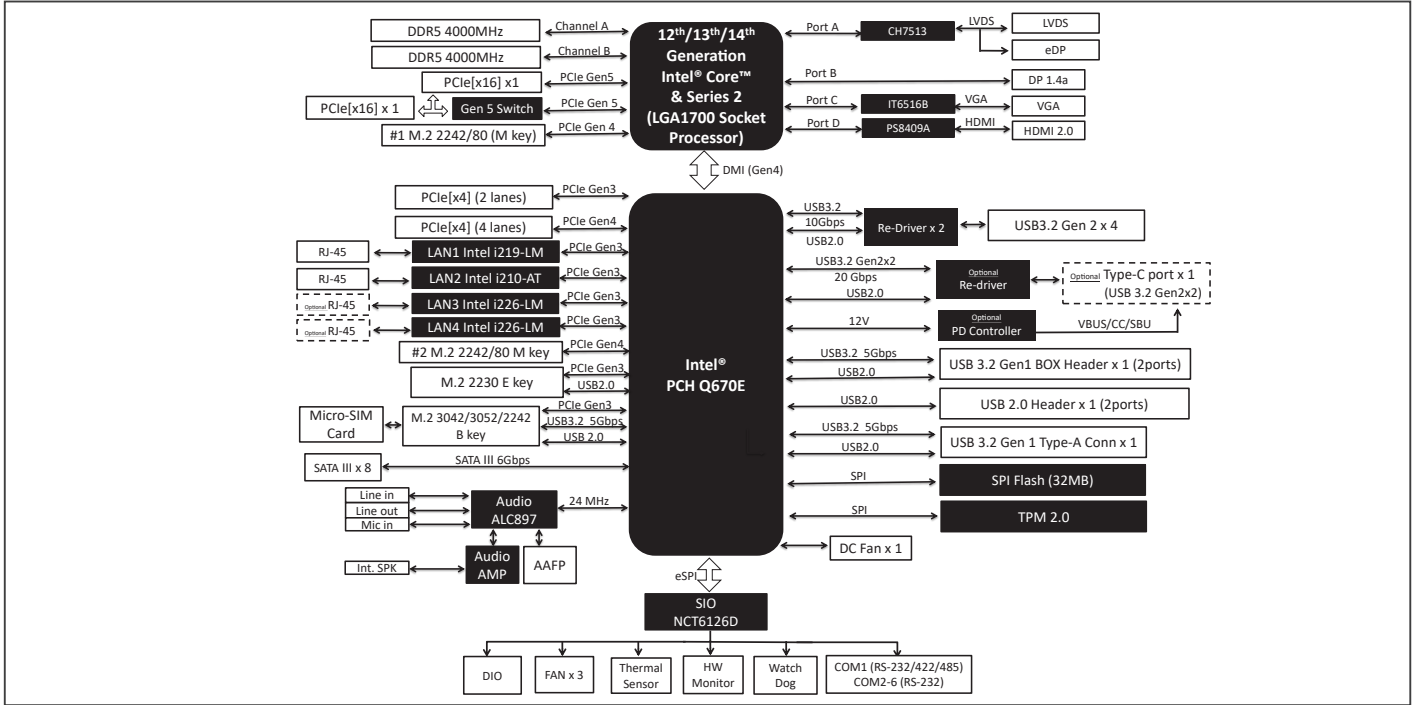 DDR5 4000MHz
Channel A
DDR5 4000MHz
Channel B
PCIe[x16] x1
PCIe Gen5
PCIe[x16] x 1
Gen 5 Switch
PCIe Gen 5
#1 M.2 2242/80 (M key)
PCIe Gen 4
12th/13th/14th
Generation
Intel® Core™
& Series 2
(LGA1700 Socket
Processor)
Port A
CH7513
LVDS
LVDS
eDP
Port B
DP 1.4a
Port C
IT6516B
VGA
VGA
Port D
PS8409A
HDMI
HDMI 2.0
DMI (Gen4)
PCIe[x4] (2 lanes)
PCIe Gen3
PCIe[x4] (4 lanes)
PCIe Gen4
RJ-45
LAN1 Intel i219-LM
PCIe Gen3
RJ-45
LAN2 Intel i210-AT
PCIe Gen3
Optional RJ-45
LAN3 Intel i226-LM
PCIe Gen3
Optional RJ-45
LAN4 Intel i226-LM
PCIe Gen3
#2 M.2 2242/80 M key
PCIe Gen4
M.2 2230 E key
PCIe Gen3
USB2.0
Micro-SIM
Card
M.2 3042/3052/2242
B key
PCIe Gen3
USB3.2 5Gbps
USB 2.0
SATA III x 8
SATA III 6Gbps
Line in
Line out
Mic in
Audio
ALC897
24 MHz
Int. SPK
Audio
AMP
AAFP
Intel®
PCH Q670E
USB3.2
10Gbps
USB2.0
Re-Driver x 2
USB3.2 Gen 2 x 4
USB3.2 Gen2x2
20 Gbps
USB2.0
Optional
Re-driver
Optional Type-C port x 1
(USB 3.2 Gen2x2)
12V
Optional
PD Controller
VBUS/CC/SBU
USB3.2 5Gbps
USB2.0
USB 3.2 Gen1 BOX Header x 1 (2ports)
USB2.0
USB 2.0 Header x 1 (2ports)
USB3.2 5Gbps
USB2.0
USB 3.2 Gen 1 Type-A Conn x 1
SPI
SPI Flash (32MB)
SPI
TPM 2.0
DC Fan x 1
eSPI
SIO
NCT6126D
DIO
FAN x 3
Thermal
Sensor
HW
Monitor
Watch
Dog
COM1 (RS-232/422/485)
COM2-6 (RS-232)